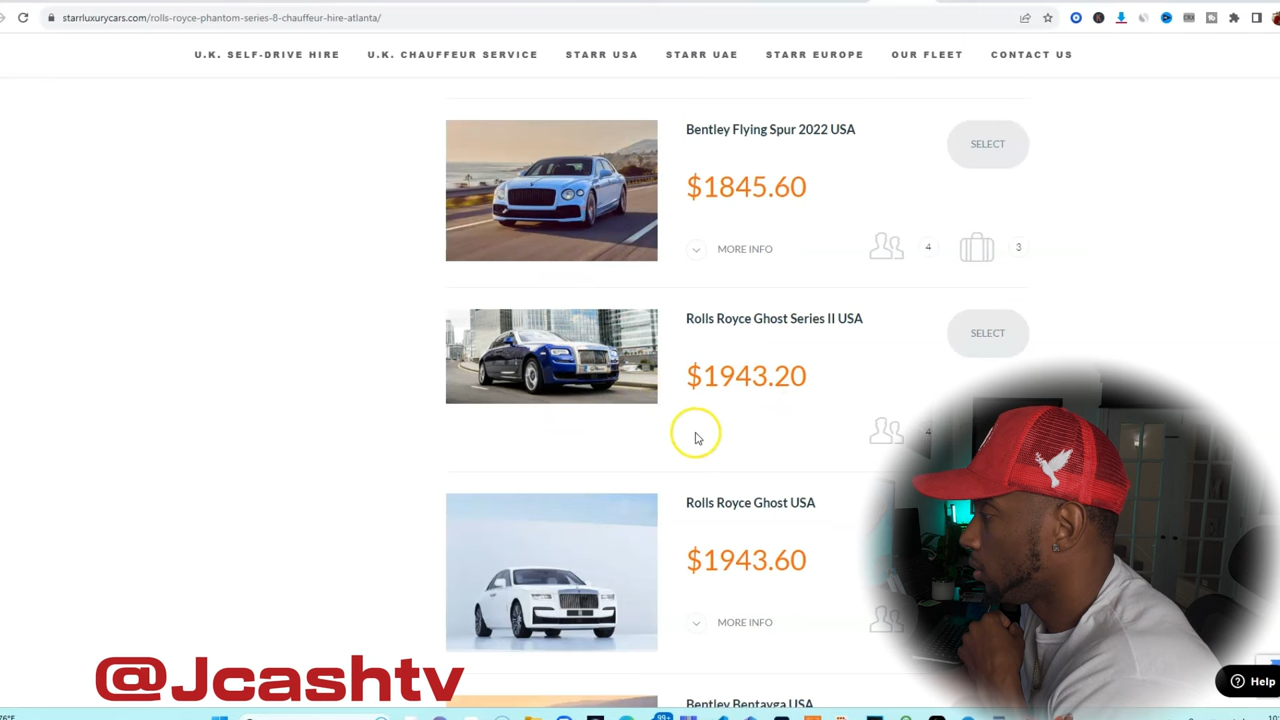 starrluxurycars.com/rolls-royce-phantom-series-8-chauffeur-hire-atlanta/
U.K. SELF-DRIVE HIRE U.K. CHAUFFEUR SERVICE STARR USA STARR UAE STARR EUROPE OUR FLEET CONTACT US
Bentley Flying Spur 2022 USA
SELECT
$1845.60
MORE INFO 4 3
Rolls Royce Ghost Series II USA
SELECT
$1943.20
4
Rolls Royce Ghost USA
$1943.60
MORE INFO
@Jcashtv
Help
Bentley Bentayga USA
99+